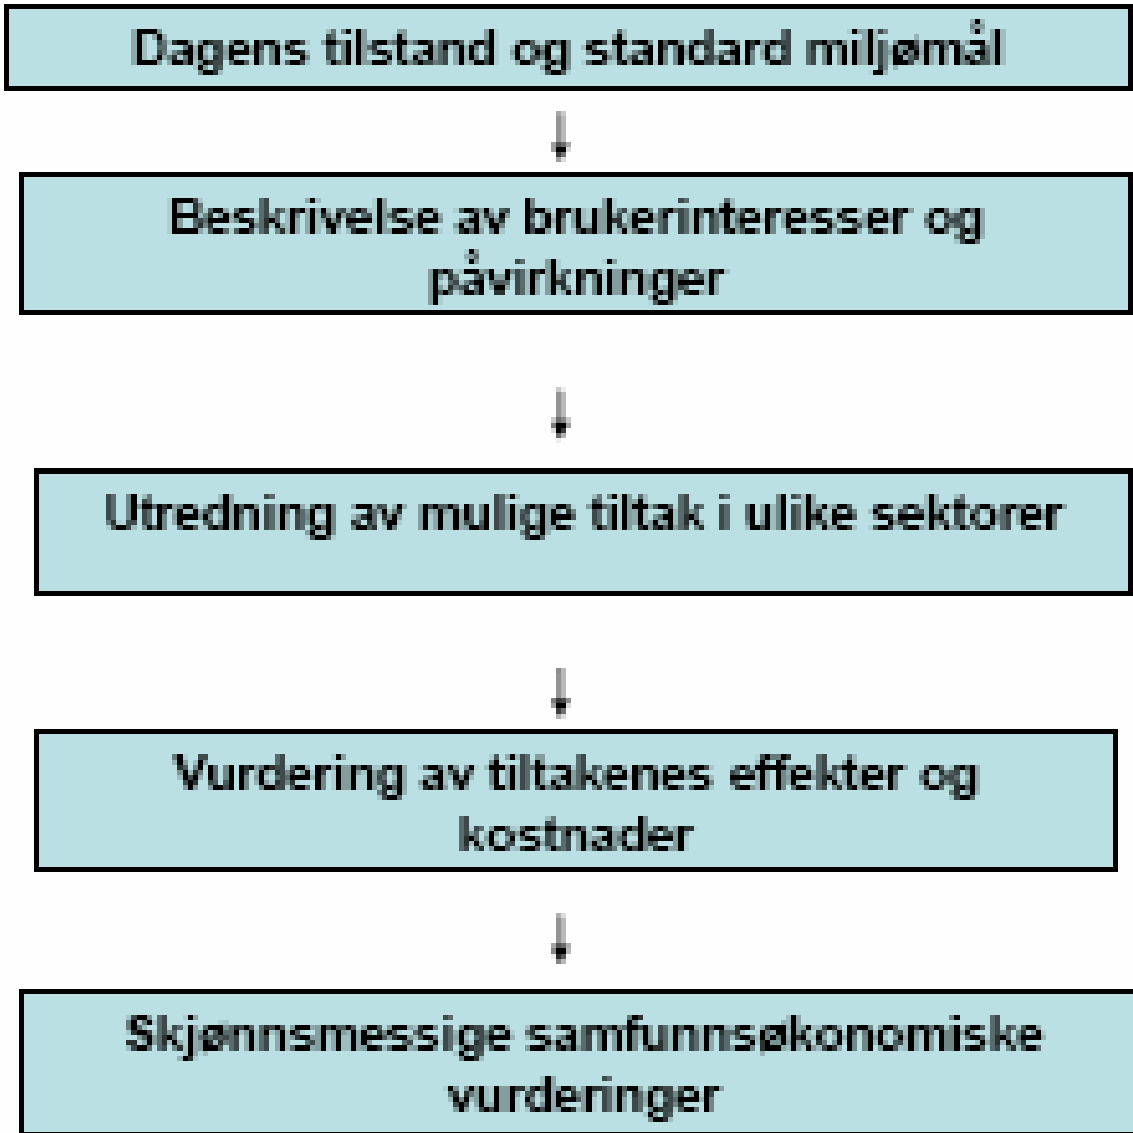 Dagens tilstand og standard miljømål
Beskrivelse av brukerinteresser og
påvirkninger
Utredning av mulige tiltak i ulike sektorer
Vurdering av tiltakenes effekter og
kostnader
Skjønnsmessige samfunnsøkonomiske
vurderinger